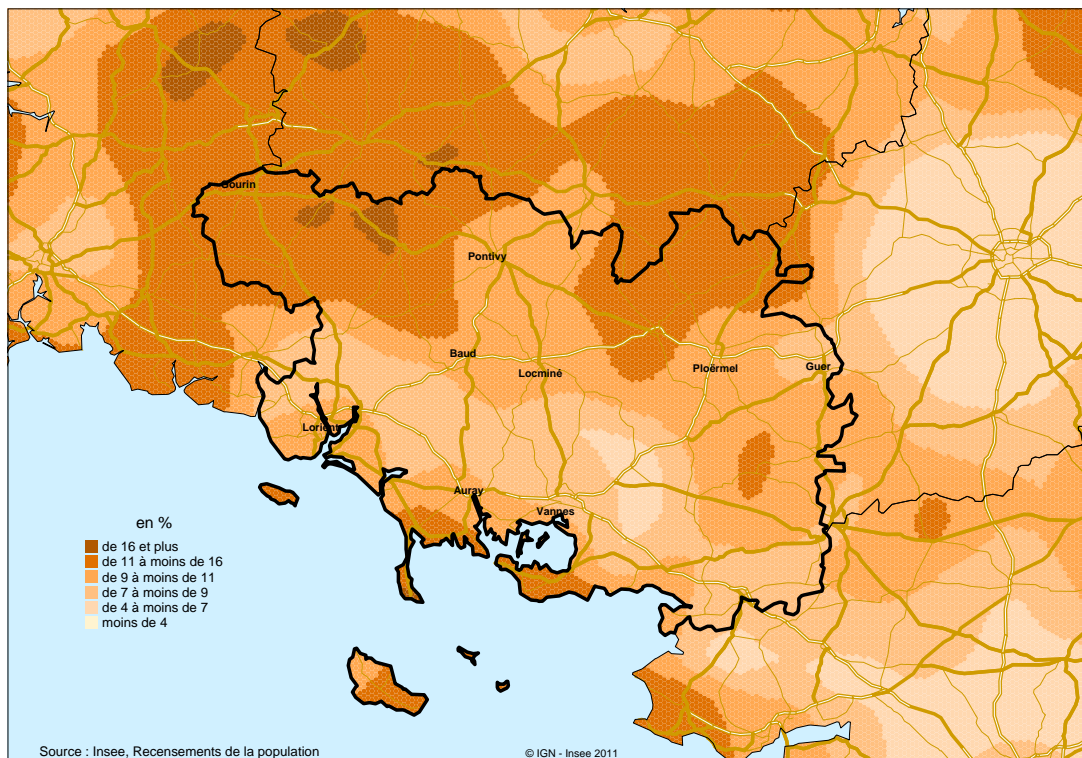 Gourin
Pontivy
Baud
Locminé
Ploërmel
Guer
Lorient
Auray
Vannes
en %
de 16 et plus
de 11 à moins de 16
de 9 à moins de 11
de 7 à moins de 9
de 4 à moins de 7
moins de 4
Source : Insee, Recensements de la population
© IGN - Insee 2011